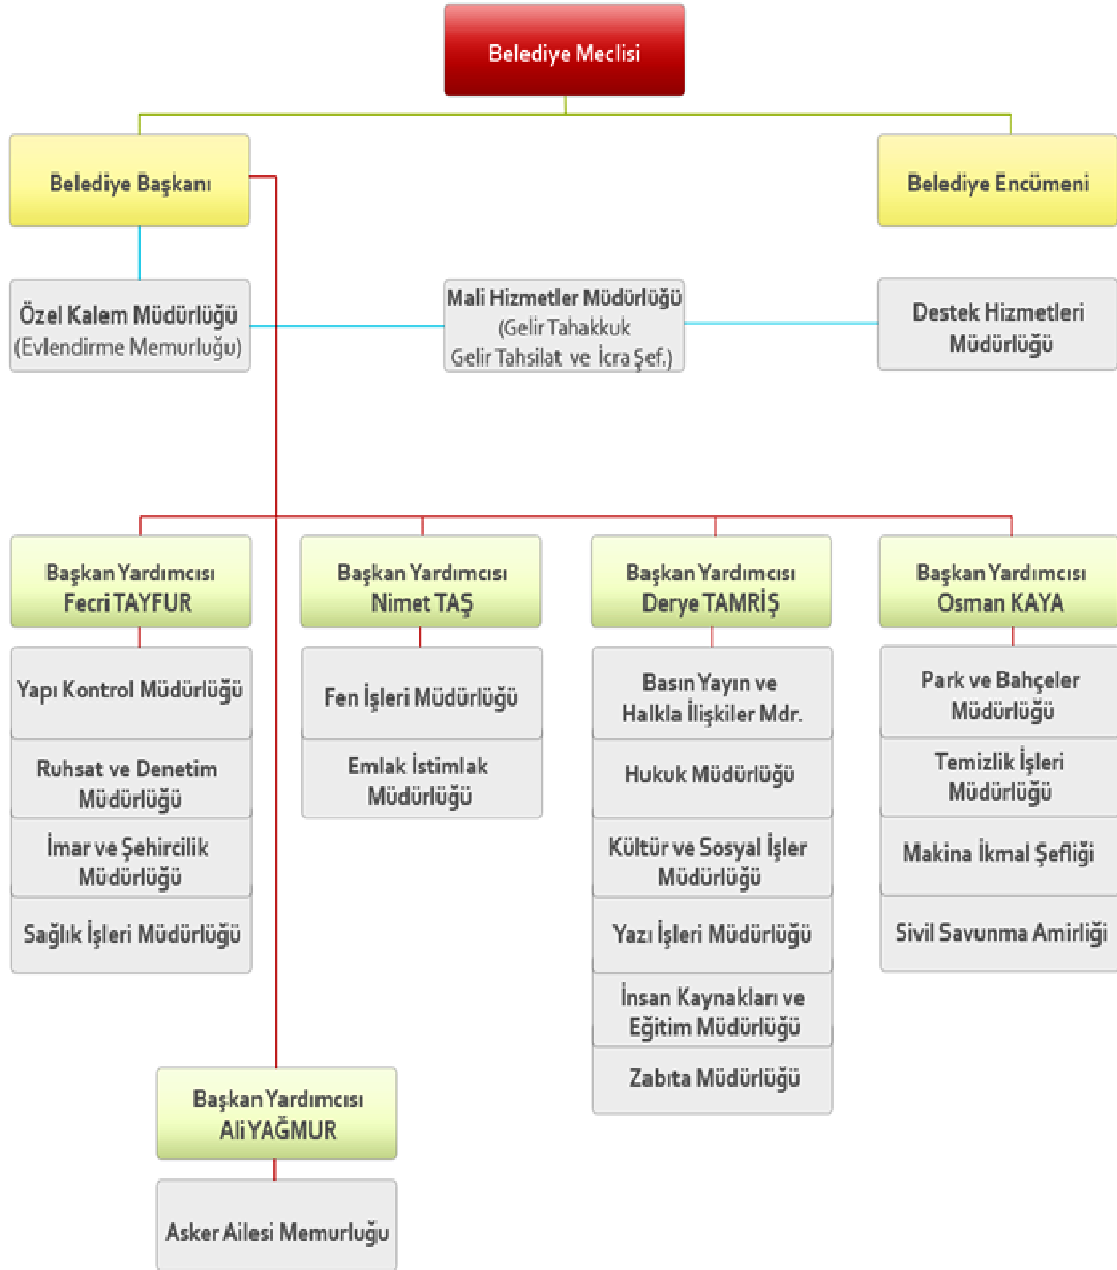 Belediye Meclisi
Belediye Başkanı
Belediye Encümeni
Özel Kalem Müdürlüğü
(Evlendirme Memurluğu)
Mali Hizmetler Müdürlüğü
(Gelir Tahakkuk
Gelir Tahsilat ve İcra Şef.)
Destek Hizmetleri
Müdürlüğü
Başkan Yardımcısı
Fecri TAYFUR
Yapı Kontrol Müdürlüğü
Ruhsat ve Denetim
Müdürlüğü
İmar ve Şehircilik
Müdürlüğü
Sağlık İşleri Müdürlüğü
Başkan Yardımcısı
Nimet TAŞ
Fen İşleri Müdürlüğü
Emlak İstimlak
Müdürlüğü
Başkan Yardımcısı
Derye TAMRİŞ
Basın Yayın ve
Halkla İlişkiler Mdr.
Hukuk Müdürlüğü
Kültür ve Sosyal İşler
Müdürlüğü
Yazı İşleri Müdürlüğü
İnsan Kaynakları ve
Eğitim Müdürlüğü
Zabıta Müdürlüğü
Başkan Yardımcısı
Osman KAYA
Park ve Bahçeler
Müdürlüğü
Temizlik İşleri
Müdürlüğü
Makina İkmal Şefliği
Sivil Savunma Amirliği
Başkan Yardımcısı
Ali YAĞMUR
Asker Ailesi Memurluğu